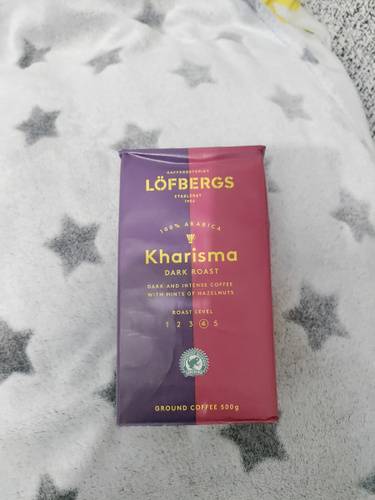 KAFFEROSTERIET
LÖFBERGS
ETABLERAT
1906
100% ARABICA
Kharisma
DARK ROAST
DARK AND INTENSE COFFEE
WITH HINTS OF HAZELNUTS
ROAST LEVEL
1 2 3 4 5
GROUND COFFEE 500g